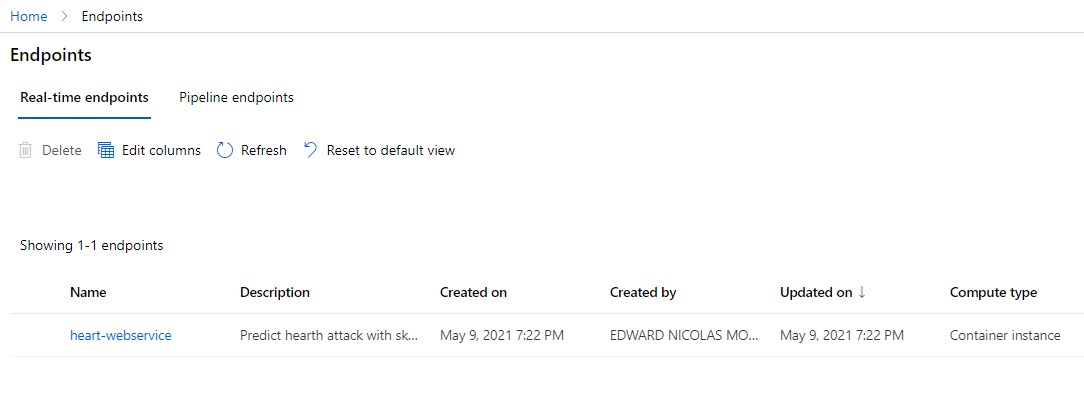 Home > Endpoints
Endpoints
Real-time endpoints Pipeline endpoints
Delete Edit columns Refresh Reset to default view
Showing 1-1 endpoints
Name Description Created on Created by Updated on ↓ Compute type
heart-webservice Predict hearth attack with sk... May 9, 2021 7:22 PM EDWARD NICOLAS MO... May 9, 2021 7:22 PM Container instance